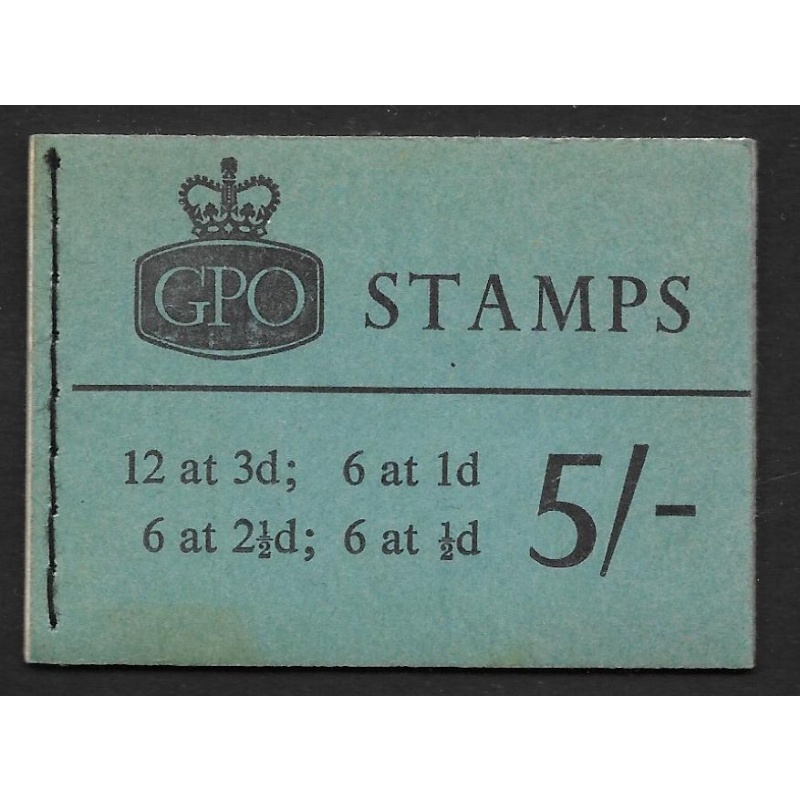 GPO STAMPS
12 at 3d; 6 at 1d
6 at 2½d; 6 at ½d
5/-